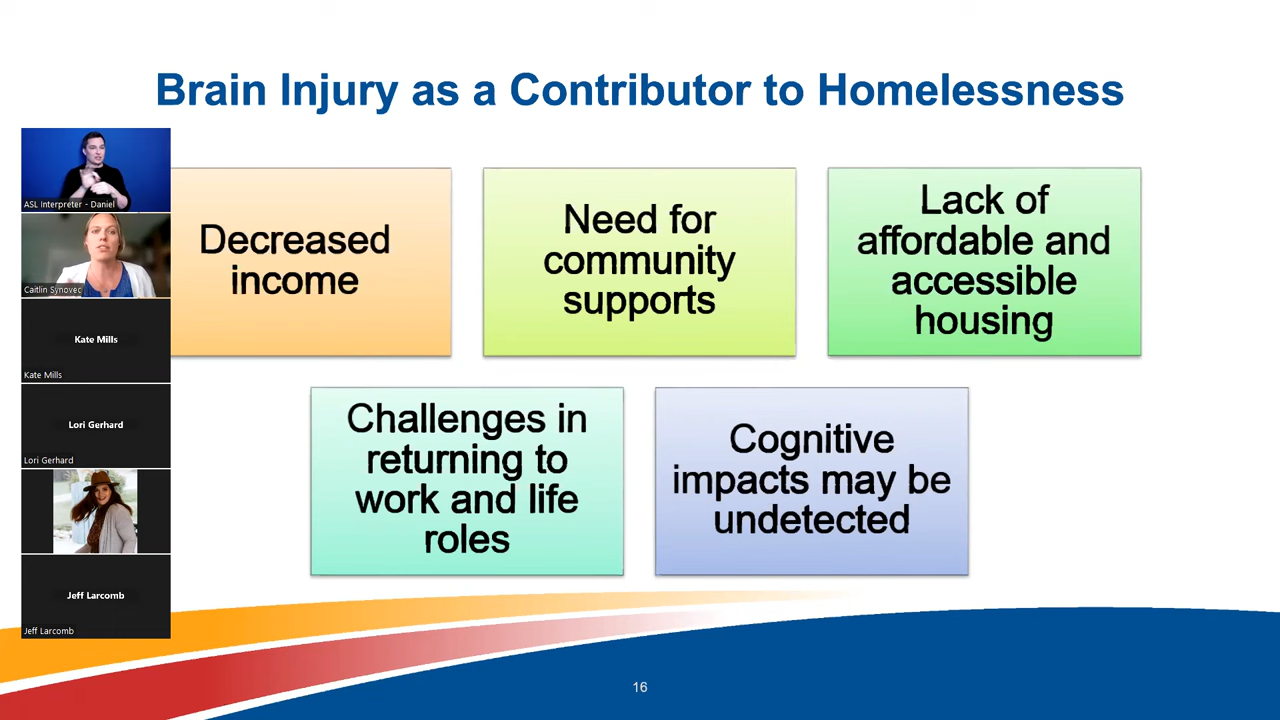 Brain Injury as a Contributor to Homelessness
ASL Interpreter - Daniel
Caitlin Synovec
Kate Mills
Kate Mills
Lori Gerhard
Lori Gerhard
Jeff Larcomb
Jeff Larcomb
Decreased
income
Need for
community
supports
Lack of
affordable and
accessible
housing
Challenges in
returning to
work and life
roles
Cognitive
impacts may be
undetected
16